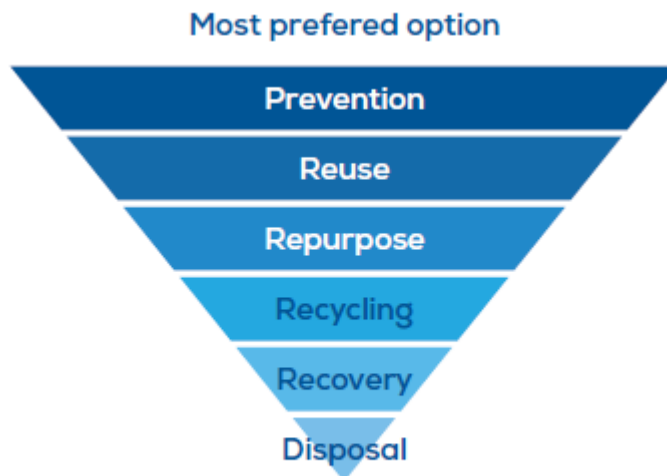 Most prefered option
Prevention
Reuse
Repurpose
Recycling
Recovery
Disposal